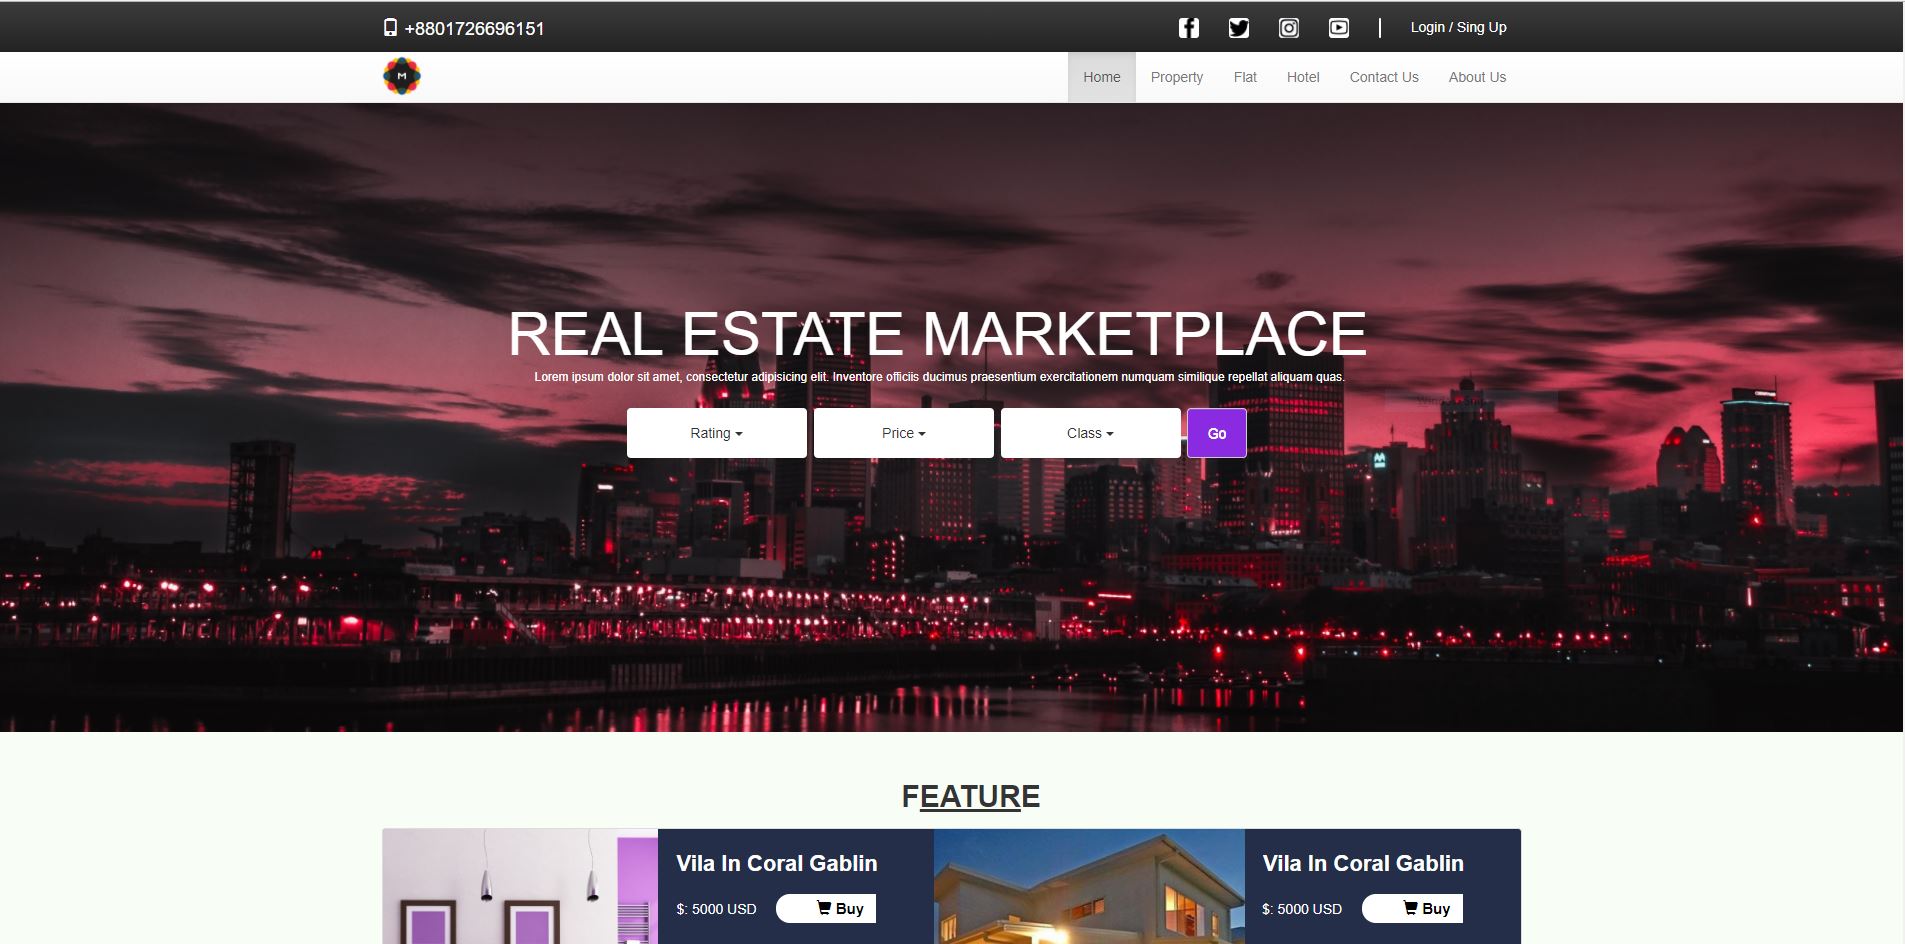 +8801726696151
Login / Sing Up
M
Home Property Flat Hotel Contact Us About Us
REAL ESTATE MARKETPLACE
Lorem ipsum dolor sit amet, consectetur adipisicing elit. Inventore officiis ducimus praesentium exercitationem numquam similique repellat aliquam quas.
Rating Price Class Go
FEATURE
Vila In Coral Gablin
$: 5000 USD Buy
Vila In Coral Gablin
$: 5000 USD Buy